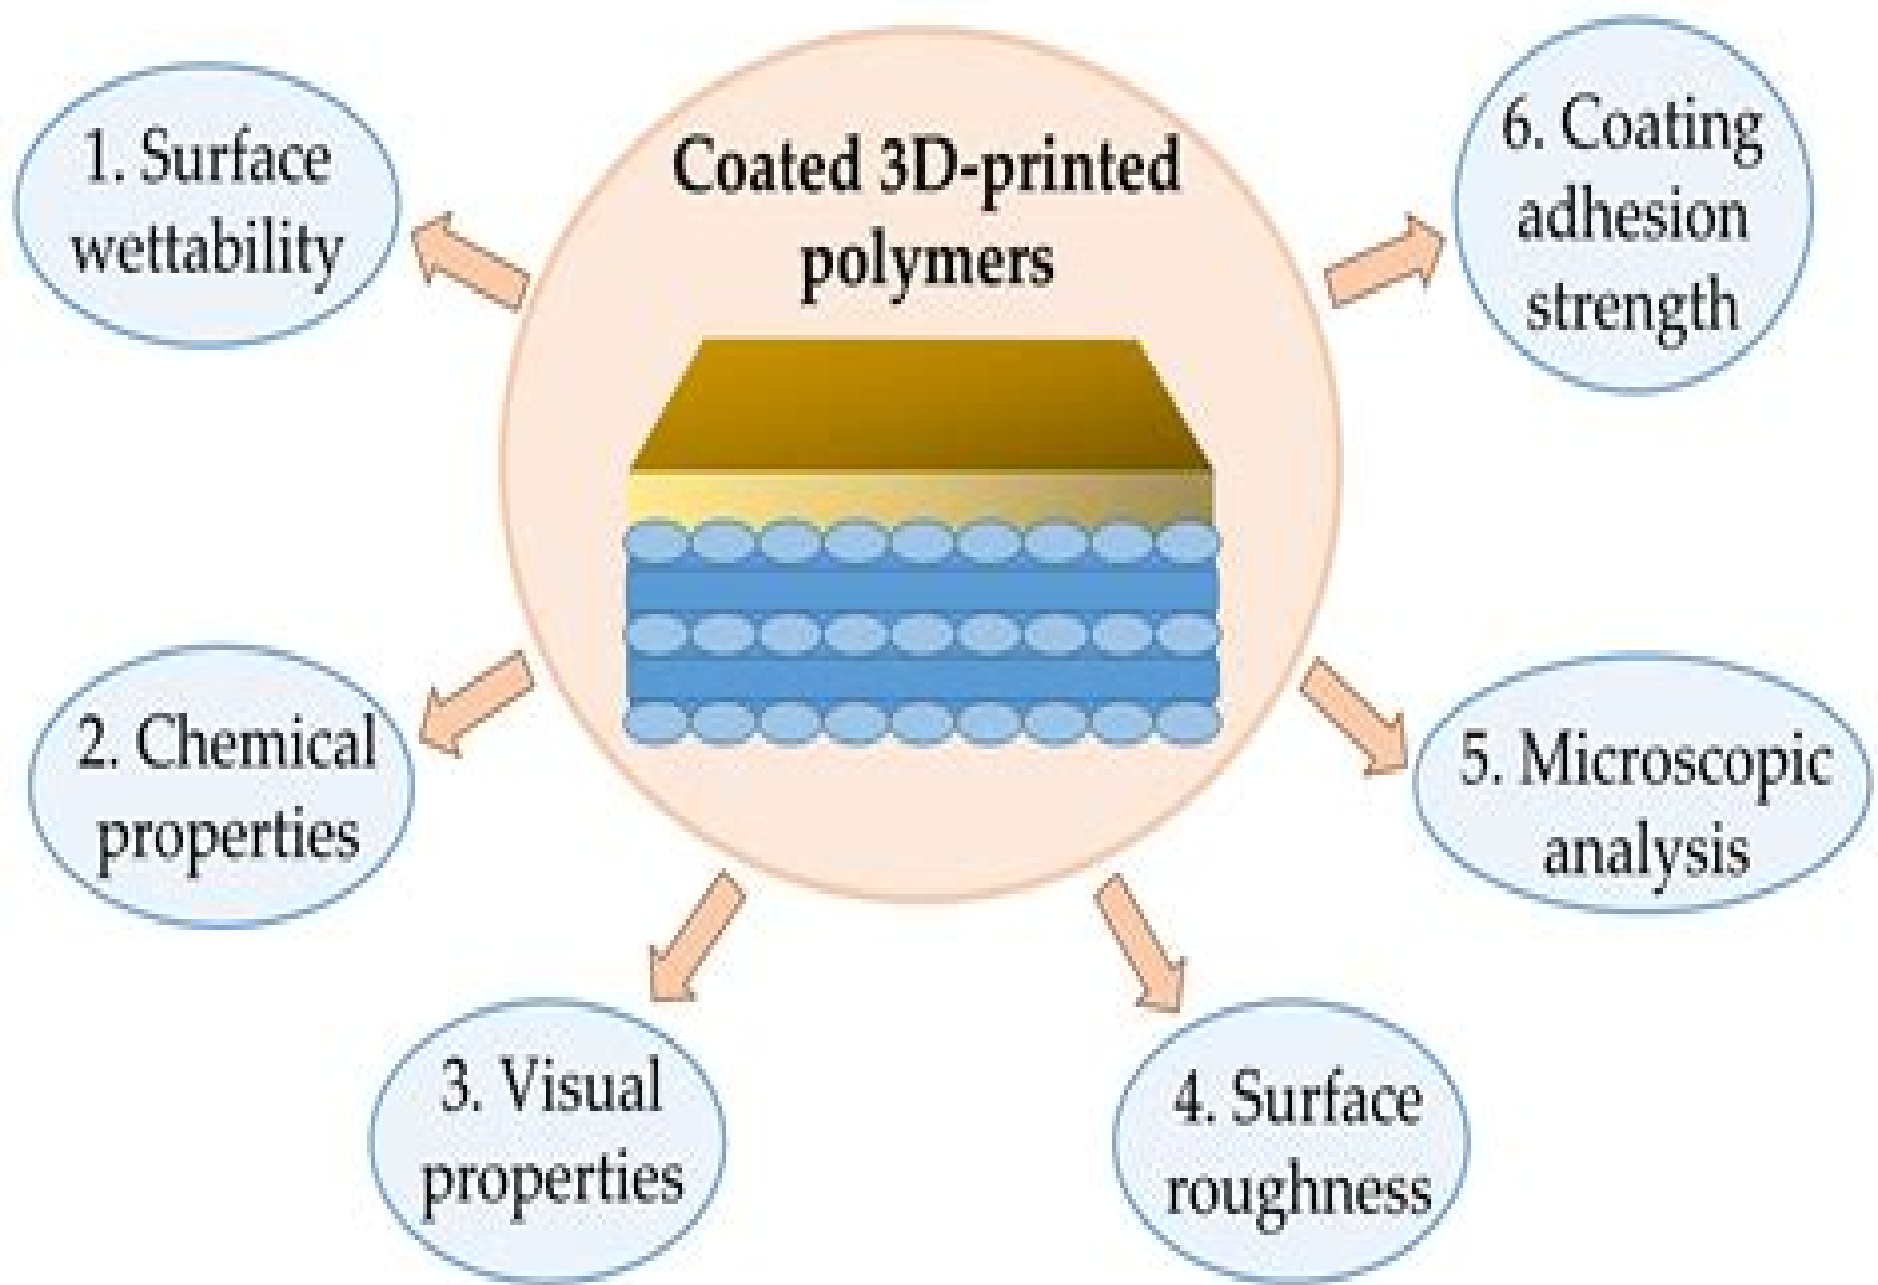 Coated 3D-printed
polymers
1. Surface
wettability
2. Chemical
properties
3. Visual
properties
4. Surface
roughness
5. Microscopic
analysis
6. Coating
adhesion
strength